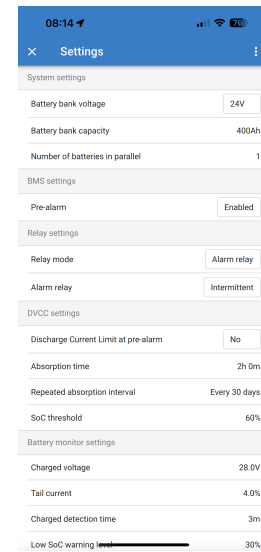 08:14
76
Settings
System settings
Battery bank voltage 24V
Battery bank capacity 400Ah
Number of batteries in parallel 1
BMS settings
Pre-alarm Enabled
Relay settings
Relay mode Alarm relay
Alarm relay Intermittent
DVCC settings
Discharge Current Limit at pre-alarm No
Absorption time 2h 0m
Repeated absorption interval Every 30 days
SoC threshold 60%
Battery monitor settings
Charged voltage 28.0V
Tail current 4.0%
Charged detection time 3m
Low SoC warning level 30%